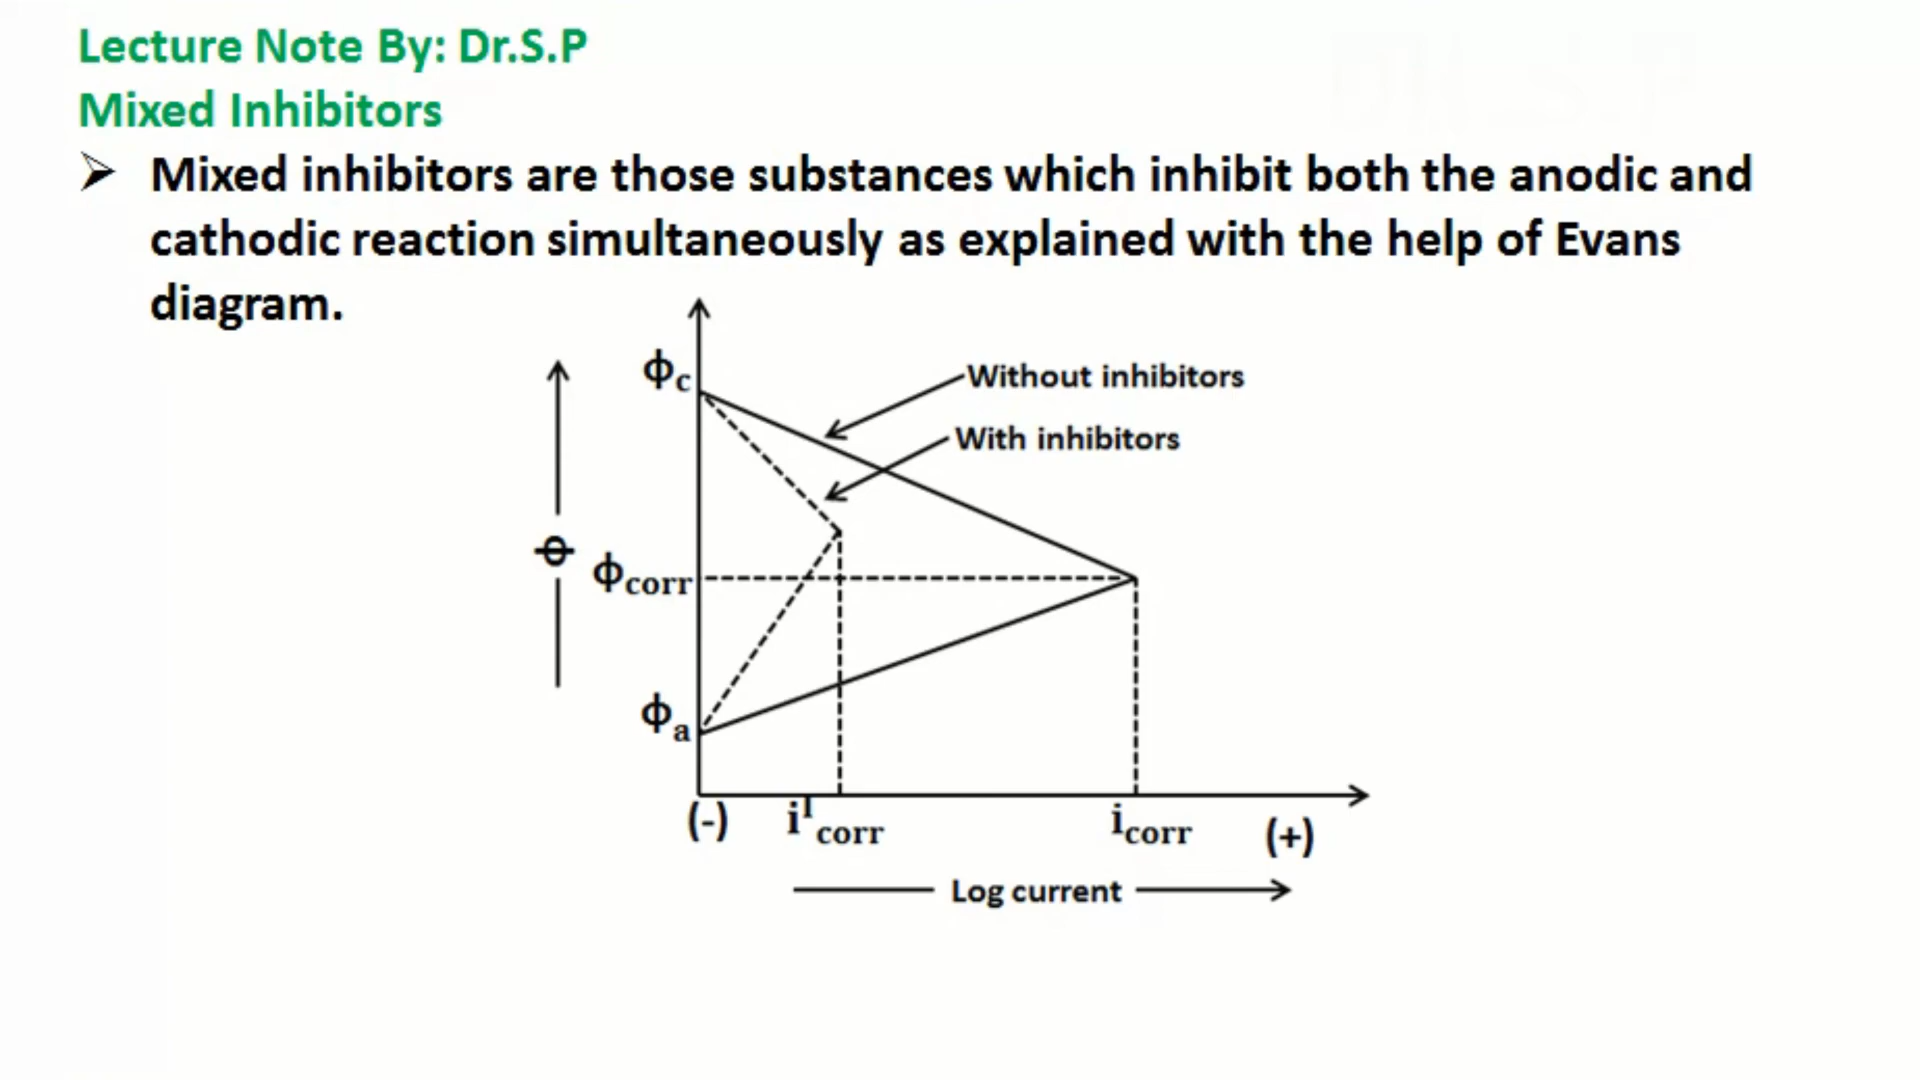 Lecture Note By: Dr.S.P
Mixed Inhibitors
➢ Mixed inhibitors are those substances which inhibit both the anodic and
cathodic reaction simultaneously as explained with the help of Evans
diagram.
ϕc
Without inhibitors
With inhibitors
ϕ
ϕcorr
ϕa
(-)
iIcorr
icorr
(+)
Log current